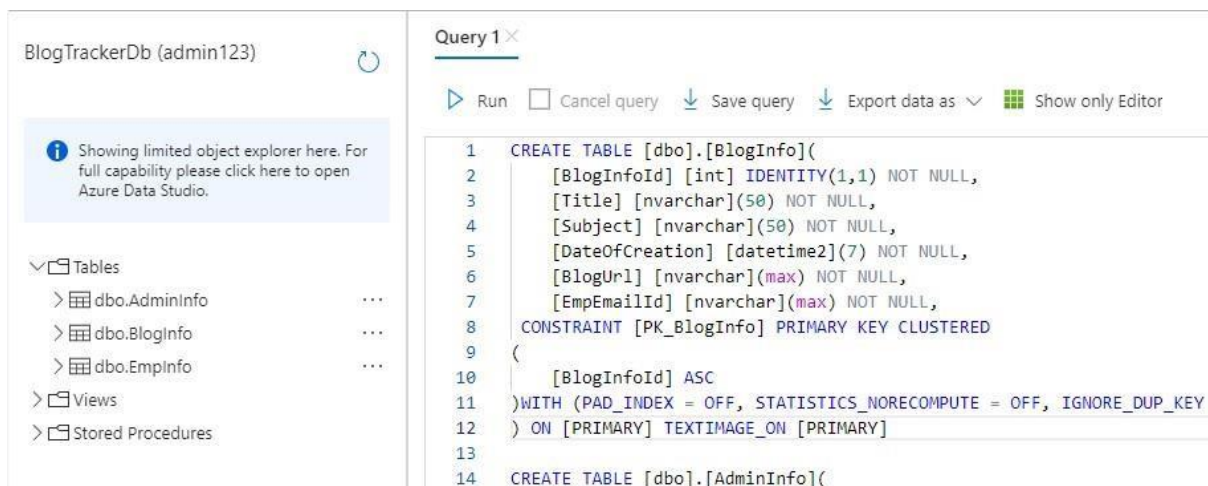 BlogTrackerDb (admin123)
Showing limited object explorer here. For
full capability please click here to open
Azure Data Studio.
Tables
dbo.AdminInfo ...
dbo.BlogInfo ...
dbo.EmpInfo ...
Views
Stored Procedures
Query 1
Run Cancel query Save query Export data as Show only Editor
1 CREATE TABLE [dbo].[BlogInfo](
2 [BlogInfoId] [int] IDENTITY(1,1) NOT NULL,
3 [Title] [nvarchar](50) NOT NULL,
4 [Subject] [nvarchar](50) NOT NULL,
5 [DateOfCreation] [datetime2](7) NOT NULL,
6 [BlogUrl] [nvarchar](max) NOT NULL,
7 [EmpEmailId] [nvarchar](max) NOT NULL,
8 CONSTRAINT [PK_BlogInfo] PRIMARY KEY CLUSTERED
9 (
10 [BlogInfoId] ASC
11 )WITH (PAD_INDEX = OFF, STATISTICS_NORECOMPUTE = OFF, IGNORE_DUP_KEY
12 ) ON [PRIMARY] TEXTIMAGE_ON [PRIMARY]
13
14 CREATE TABLE [dbo].[AdminInfo](